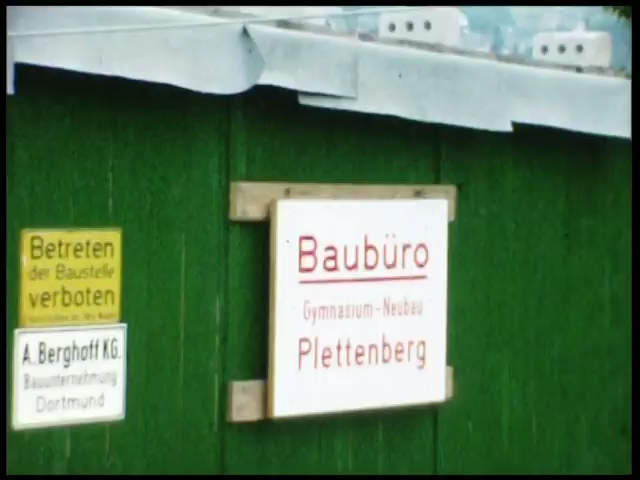 Betreten
der Baustelle
verboten
A. Berghoff KG.
Bauunternehmung
Dortmund
Baubüro
Gymnasium-Neubau
Plettenberg